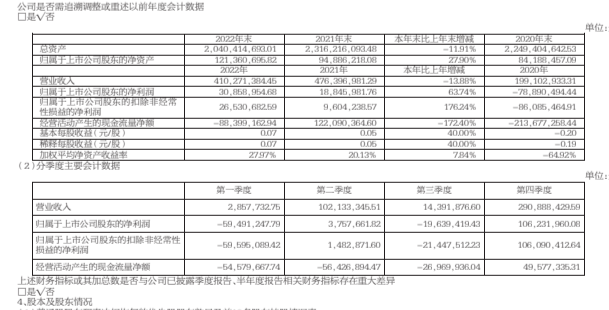 公司是否需追溯调整或重述以前年度会计数据
□是√否
单位:
2022年末 2021年末 本年末比上年末增减 2020年末
总资产 2,040,414,693.01 2,316,216,093.48 -11.91% 2,249,404,642.53
归属于上市公司股东的净资产 121,360,695.82 94,886,218.08 27.90% 84,188,457.09
2022年 2021年 本年比上年增减 2020年
营业收入 410,271,384.45 476,396,981.29 -13.88% 199,102,933.31
归属于上市公司股东的净利润 30,858,954.68 18,845,981.76 63.74% -78,890,494.44
归属于上市公司股东的扣除非经常
性损益的净利润 26,530,682.59 9,604,238.57 176.24% -86,085,464.91
经营活动产生的现金流量净额 -88,399,162.94 122,090,364.60 -172.40% -213,677,258.44
基本每股收益(元/股) 0.07 0.05 40.00% -0.20
稀释每股收益(元/股) 0.07 0.05 40.00% -0.19
加权平均净资产收益率 27.97% 20.13% 7.84% -64.92%
(2)分季度主要会计数据
单位:
第一季度 第二季度 第三季度 第四季度
营业收入 2,857,732.75 102,133,345.51 14,391,876.60 290,888,429.59
归属于上市公司股东的净利润 -59,491,247.79 3,757,661.82 -19,639,419.43 106,231,960.08
归属于上市公司股东的扣除非经常性
损益的净利润 -59,595,089.42 1,482,871.60 -21,447,512.23 106,090,412.64
经营活动产生的现金流量净额 -54,579,667.74 -56,426,894.47 -26,969,936.04 49,577,335.31
上述财务指标或其加总数是否与公司已披露季度报告、半年度报告相关财务指标存在重大差异
□是√否
4、股本及股东情况